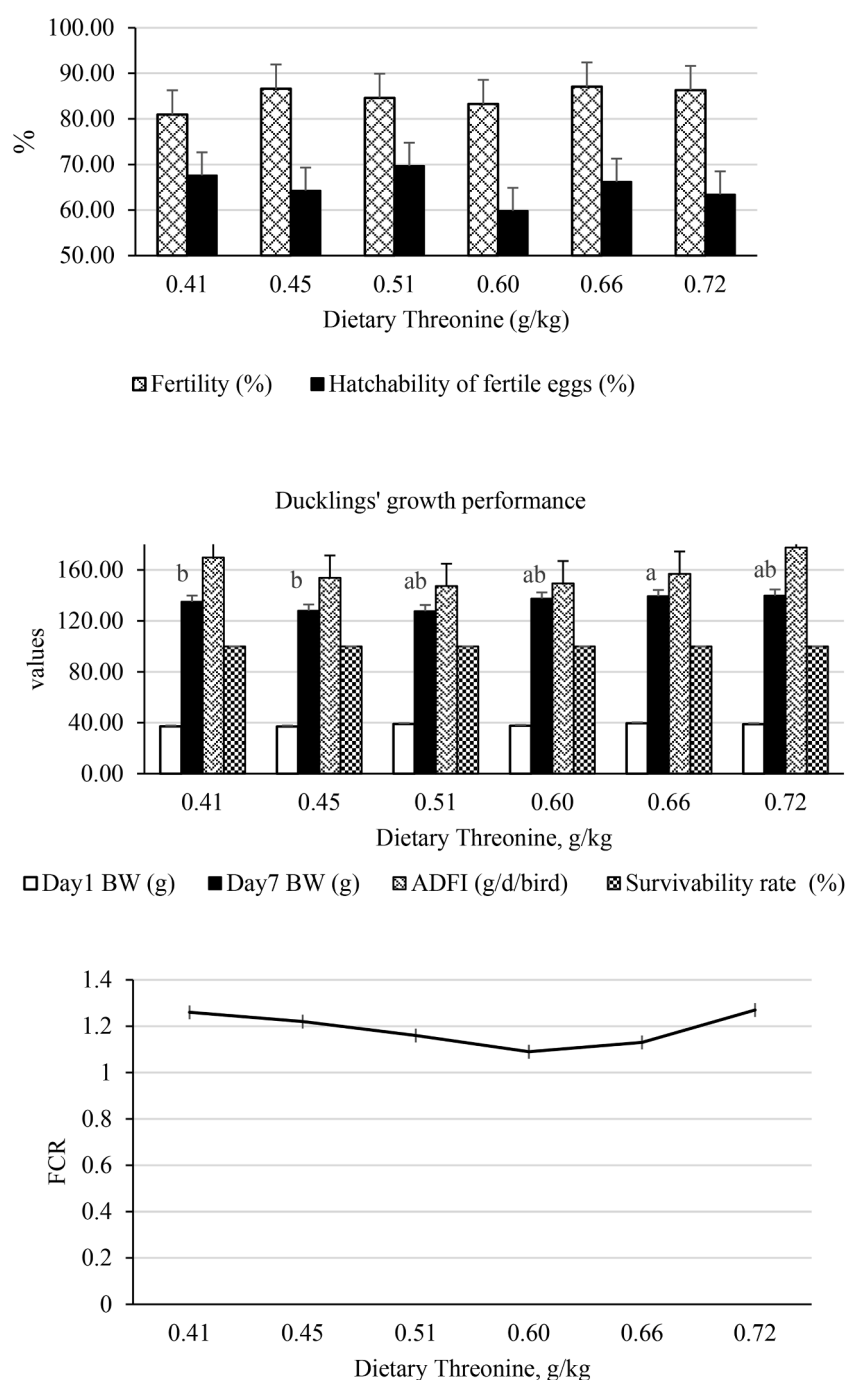 100.00
90.00
80.00
70.00
60.00
50.00
%
0.41 0.45 0.51 0.60 0.66 0.72
Dietary Threonine (g/kg)
Fertility (%) Hatchability of fertile eggs (%)
Ducklings' growth performance
160.00
120.00
80.00
40.00
0.00
values
b b ab ab a ab
0.41 0.45 0.51 0.60 0.66 0.72
Dietary Threonine, g/kg
Day1 BW (g) Day7 BW (g) ADFI (g/d/bird) Survivability rate (%)
1.4
1.2
1
0.8
0.6
0.4
0.2
0
FCR
0.41 0.45 0.51 0.60 0.66 0.72
Dietary Threonine, g/kg